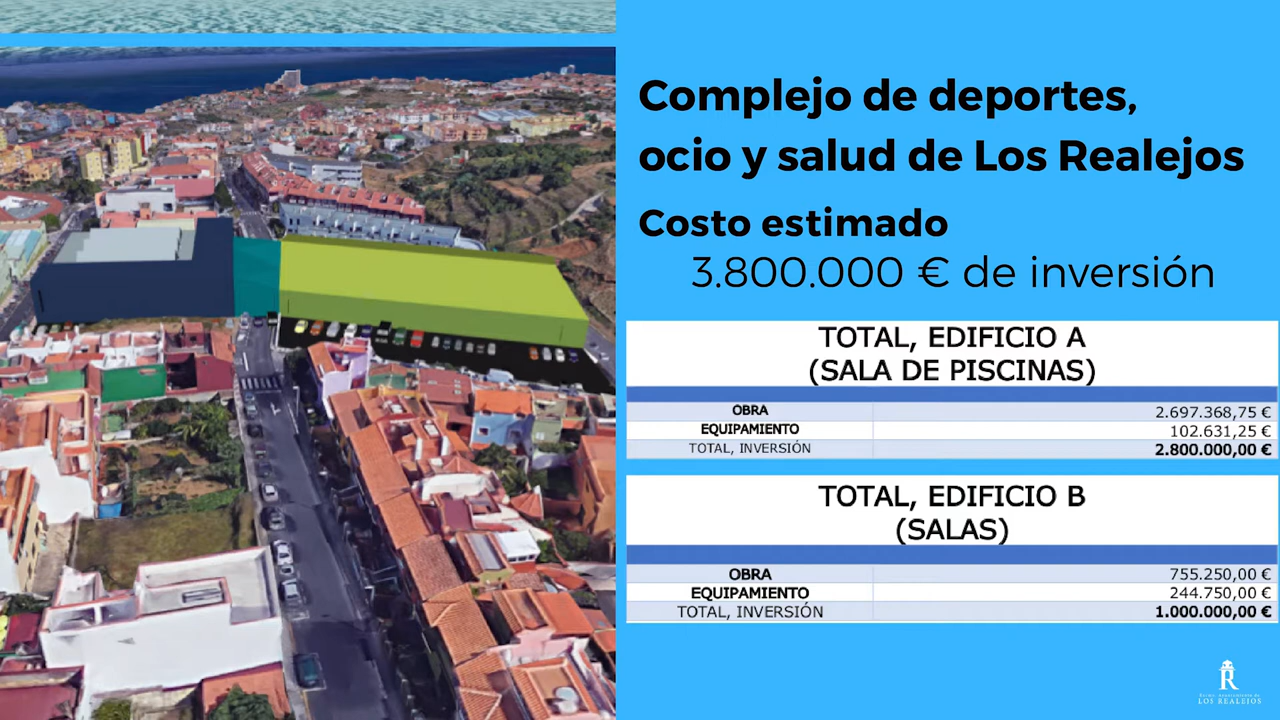 Complejo de deportes,
ocio y salud de Los Realejos
Costo estimado
3.800.000 € de inversión
TOTAL, EDIFICIO A
(SALA DE PISCINAS)
OBRA 2.697.368,75 €
EQUIPAMIENTO 102.631,25 €
TOTAL, INVERSIÓN 2.800.000,00 €
TOTAL, EDIFICIO B
(SALAS)
OBRA 755.250,00 €
EQUIPAMIENTO 244.750,00 €
TOTAL, INVERSIÓN 1.000.000,00 €
R
LOS REALEJOS